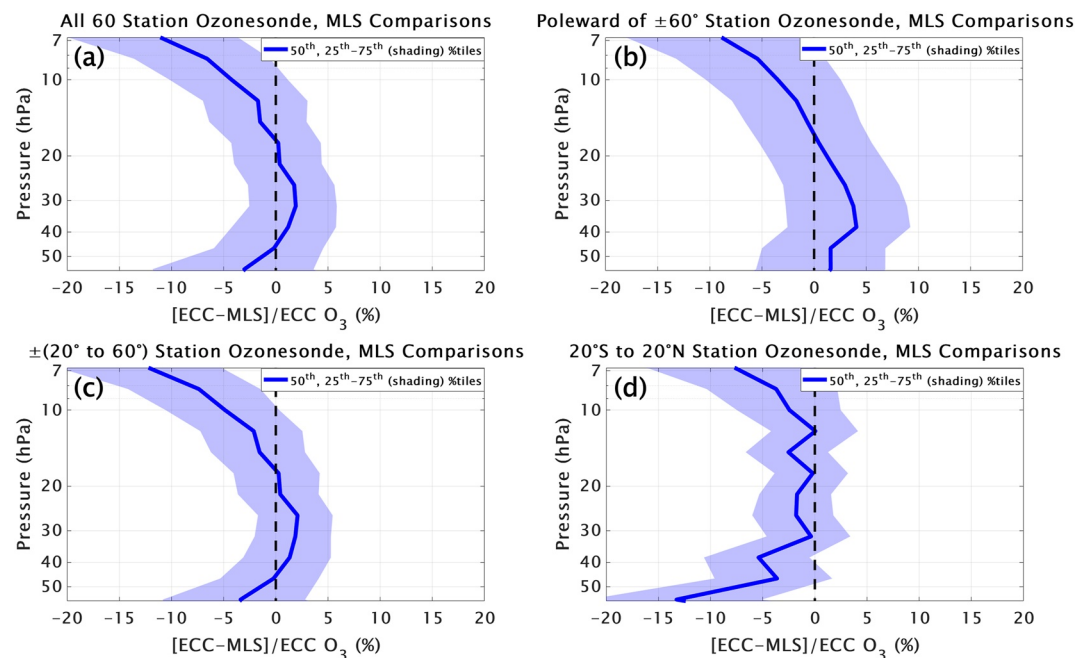 All 60 Station Ozonesonde, MLS Comparisons
(a)
50th, 25th-75th (shading) %tiles
Pressure (hPa)
7
10
20
30
40
50
-20 -15 -10 -5 0 5 10 15 20
[ECC-MLS]/ECC O3 (%)
Poleward of ±60° Station Ozonesonde, MLS Comparisons
(b)
50th, 25th-75th (shading) %tiles
Pressure (hPa)
7
10
20
30
40
50
-20 -15 -10 -5 0 5 10 15 20
[ECC-MLS]/ECC O3 (%)
±(20° to 60°) Station Ozonesonde, MLS Comparisons
(c)
50th, 25th-75th (shading) %tiles
Pressure (hPa)
7
10
20
30
40
50
-20 -15 -10 -5 0 5 10 15 20
[ECC-MLS]/ECC O3 (%)
20°S to 20°N Station Ozonesonde, MLS Comparisons
(d)
50th, 25th-75th (shading) %tiles
Pressure (hPa)
7
10
20
30
40
50
-20 -15 -10 -5 0 5 10 15 20
[ECC-MLS]/ECC O3 (%)